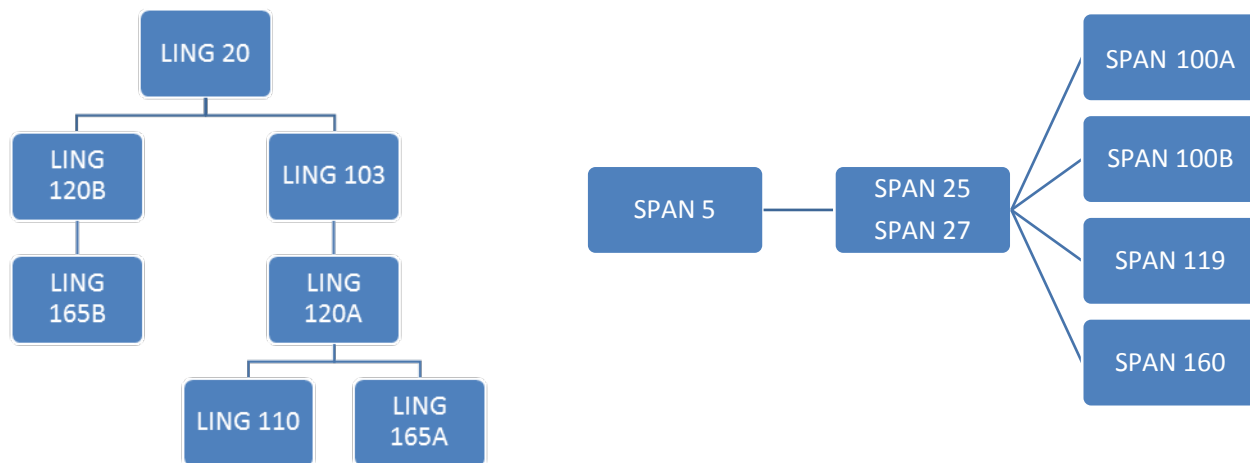 LING 20
LING
120B
LING 103
LING
165B
LING
120A
LING 110
LING
165A
SPAN 5
SPAN 25
SPAN 27
SPAN 100A
SPAN 100B
SPAN 119
SPAN 160